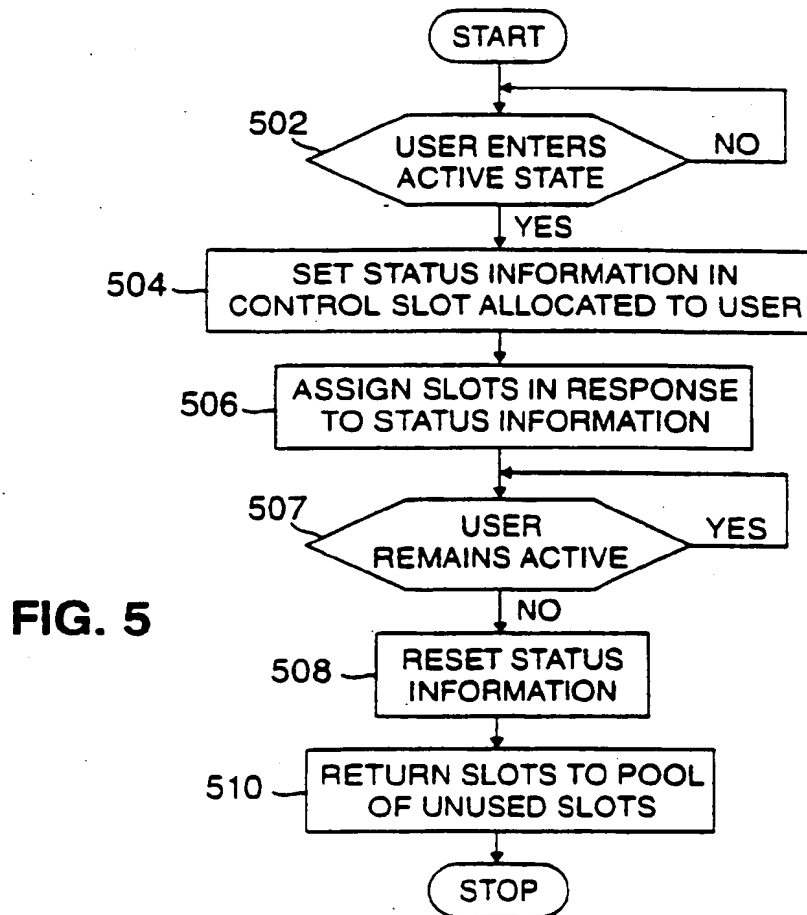 START
502
USER ENTERS
ACTIVE STATE
NO
YES
504
SET STATUS INFORMATION IN
CONTROL SLOT ALLOCATED TO USER
506
ASSIGN SLOTS IN RESPONSE
TO STATUS INFORMATION
507
USER
REMAINS ACTIVE
YES
NO
FIG. 5
508
RESET STATUS
INFORMATION
510
RETURN SLOTS TO POOL
OF UNUSED SLOTS
STOP